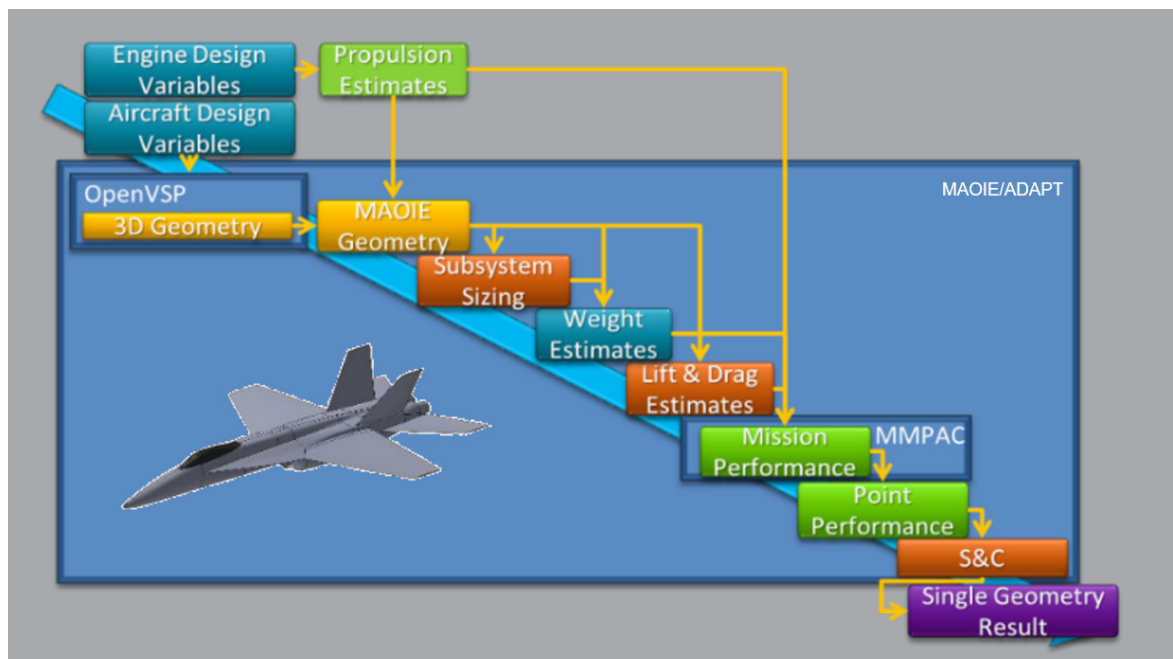 Engine Design
Variables
Propulsion
Estimates
Aircraft Design
Variables
MAOIE/ADAPT
OpenVSP
3D Geometry
MAOIE
Geometry
Subsystem
Sizing
Weight
Estimates
Lift & Drag
Estimates
Mission
Performance
MMPAC
Point
Performance
S&C
Single Geometry
Result